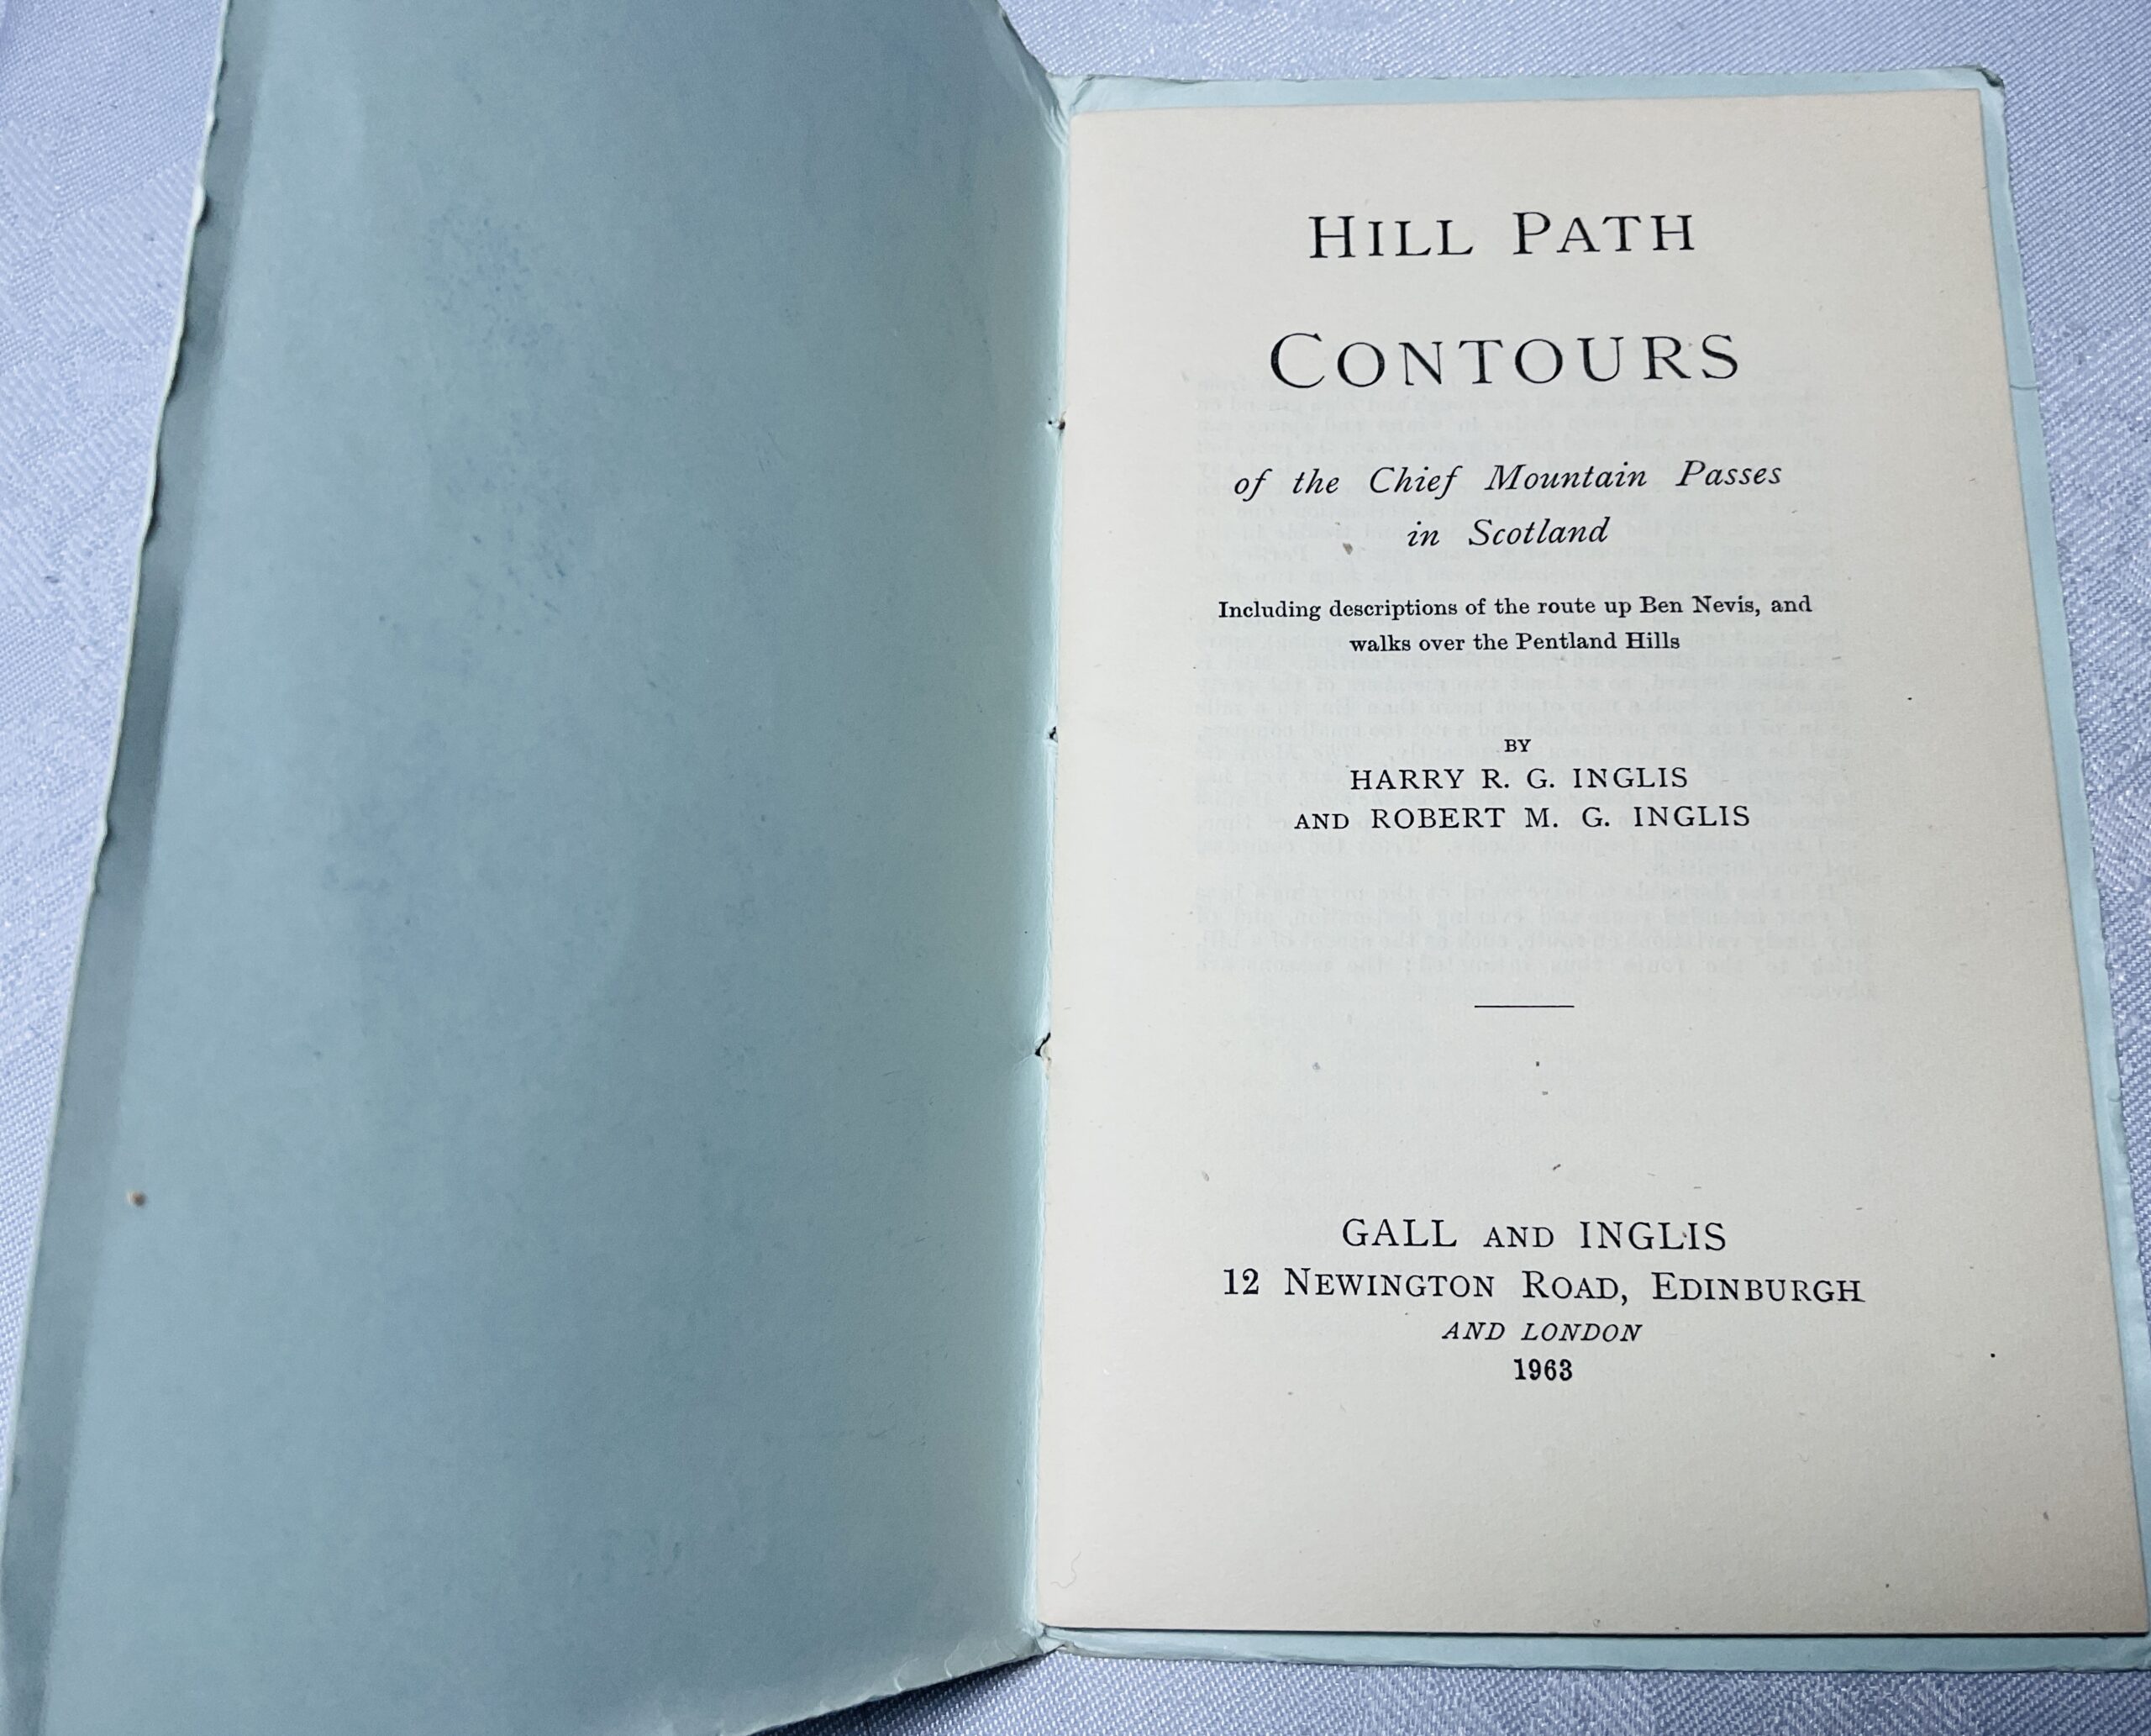 HILL PATH
CONTOURS
of the Chief Mountain Passes
in Scotland
Including descriptions of the route up Ben Nevis, and
walks over the Pentland Hills
BY
HARRY R. G. INGLIS
AND ROBERT M. G. INGLIS
GALL AND INGLIS
12 NEWINGTON ROAD, EDINBURGH
AND LONDON
1963